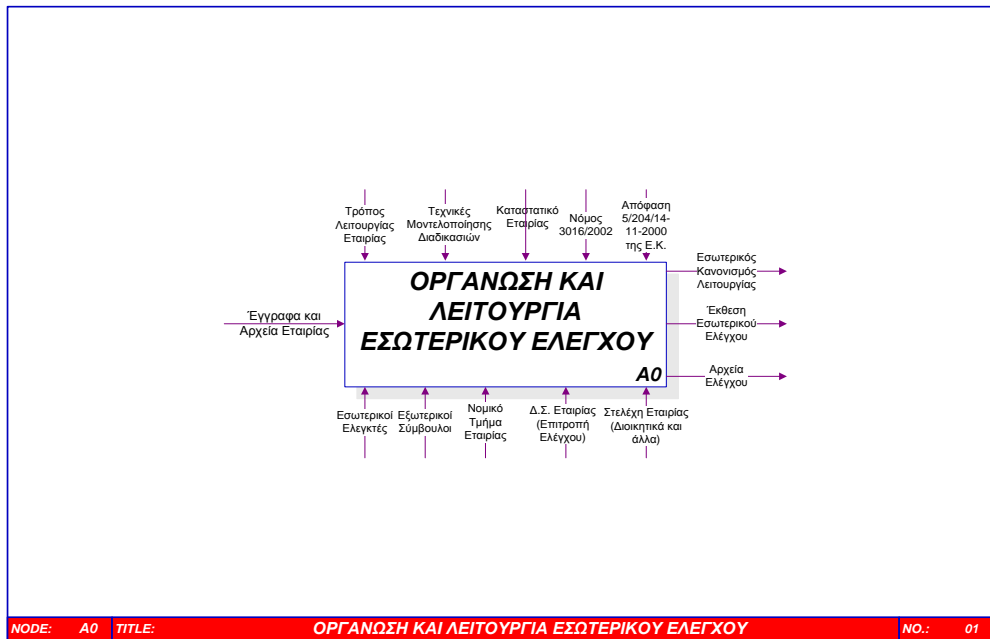 Τρόπος
Λειτουργίας
Εταιρίας
Τεχνικές
Μοντελοποίησης
Διαδικασιών
Καταστατικό
Εταιρίας
Νόμος
3016/2002
Απόφαση
5/204/14-
11-2000
της Ε.Κ.
Έγγραφα και
Αρχεία Εταιρίας
ΟΡΓΑΝΩΣΗ ΚΑΙ
ΛΕΙΤΟΥΡΓΙΑ
ΕΣΩΤΕΡΙΚΟΥ ΕΛΕΓΧΟΥ
A0
Εσωτερικός
Κανονισμός
Λειτουργίας
Έκθεση
Εσωτερικού
Ελέγχου
Αρχεία
Ελέγχου
Εσωτερικοί
Ελεγκτές
Εξωτερικοί
Σύμβουλοι
Νομικό
Τμήμα
Εταιρίας
Δ.Σ. Εταιρίας
(Επιτροπή
Ελέγχου)
Στελέχη Εταιρίας
(Διοικητικά και
άλλα)
NODE: A0 TITLE: ΟΡΓΑΝΩΣΗ ΚΑΙ ΛΕΙΤΟΥΡΓΙΑ ΕΣΩΤΕΡΙΚΟΥ ΕΛΕΓΧΟΥ NO.: 01